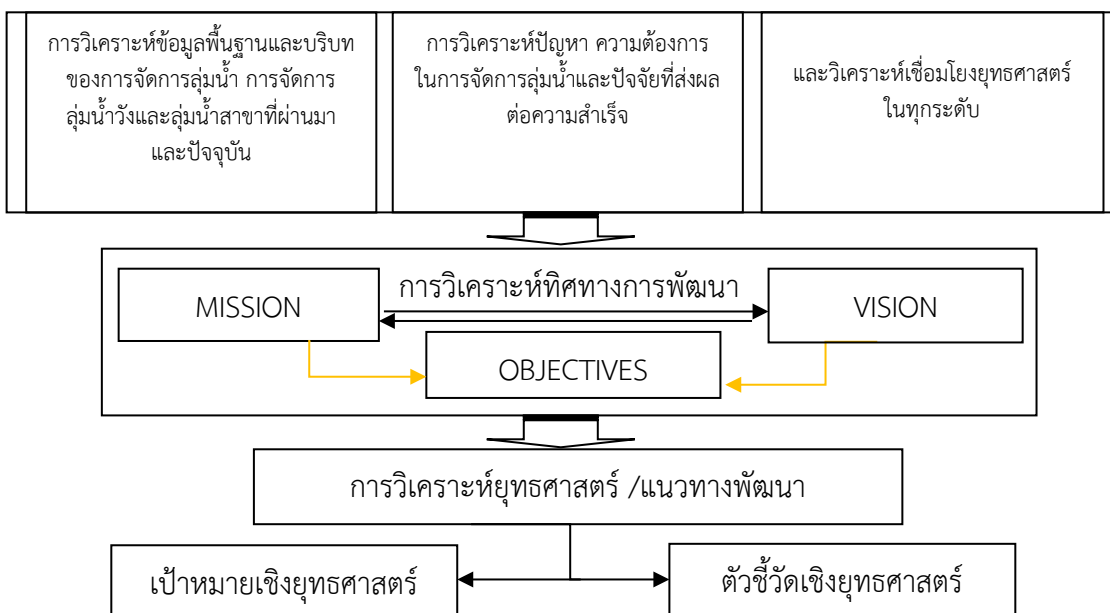 การวิเคราะห์ข้อมูลพื้นฐานและบริบท
ของการจัดการลุ่มน้ำ การจัดการ
ลุ่มน้ำวังและลุ่มน้ำสาขาที่ผ่านมา
และปัจจุบัน
การวิเคราะห์ปัญหา ความต้องการ
ในการจัดการลุ่มน้ำและปัจจัยที่ส่งผล
ต่อความสำเร็จ
และวิเคราะห์เชื่อมโยงยุทธศาสตร์
ในทุกระดับ
การวิเคราะห์ทิศทางการพัฒนา
MISSION
VISION
OBJECTIVES
การวิเคราะห์ยุทธศาสตร์ /แนวทางพัฒนา
เป้าหมายเชิงยุทธศาสตร์
ตัวชี้วัดเชิงยุทธศาสตร์